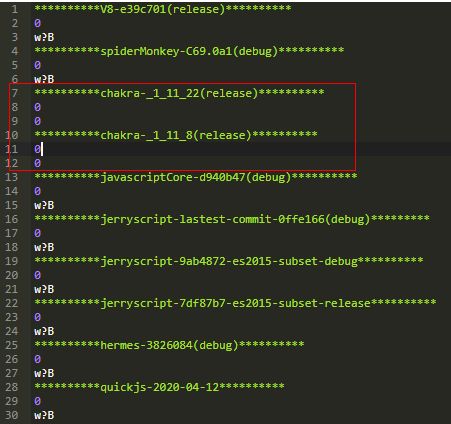 1 **********V8-e39c701(release)**********
2 0
3 w?B
4 **********spiderMonkey-C69.0a1(debug)**********
5 0
6 w?B
7 **********chakra-_1_11_22(release)**********
8 0
9 0
10 **********chakra-_1_11_8(release)**********
11 0
12 0
13 **********javascriptCore-d940b47(debug)**********
14 0
15 w?B
16 **********jerryscript-lastest-commit-0ffe166(debug)*********
17 0
18 w?B
19 **********jerryscript-9ab4872-es2015-subset-debug**********
20 0
21 w?B
22 **********jerryscript-7df87b7-es2015-subset-release**********
23 0
24 w?B
25 **********hermes-3826084(debug)**********
26 0
27 w?B
28 **********quickjs-2020-04-12**********
29 0
30 w?B